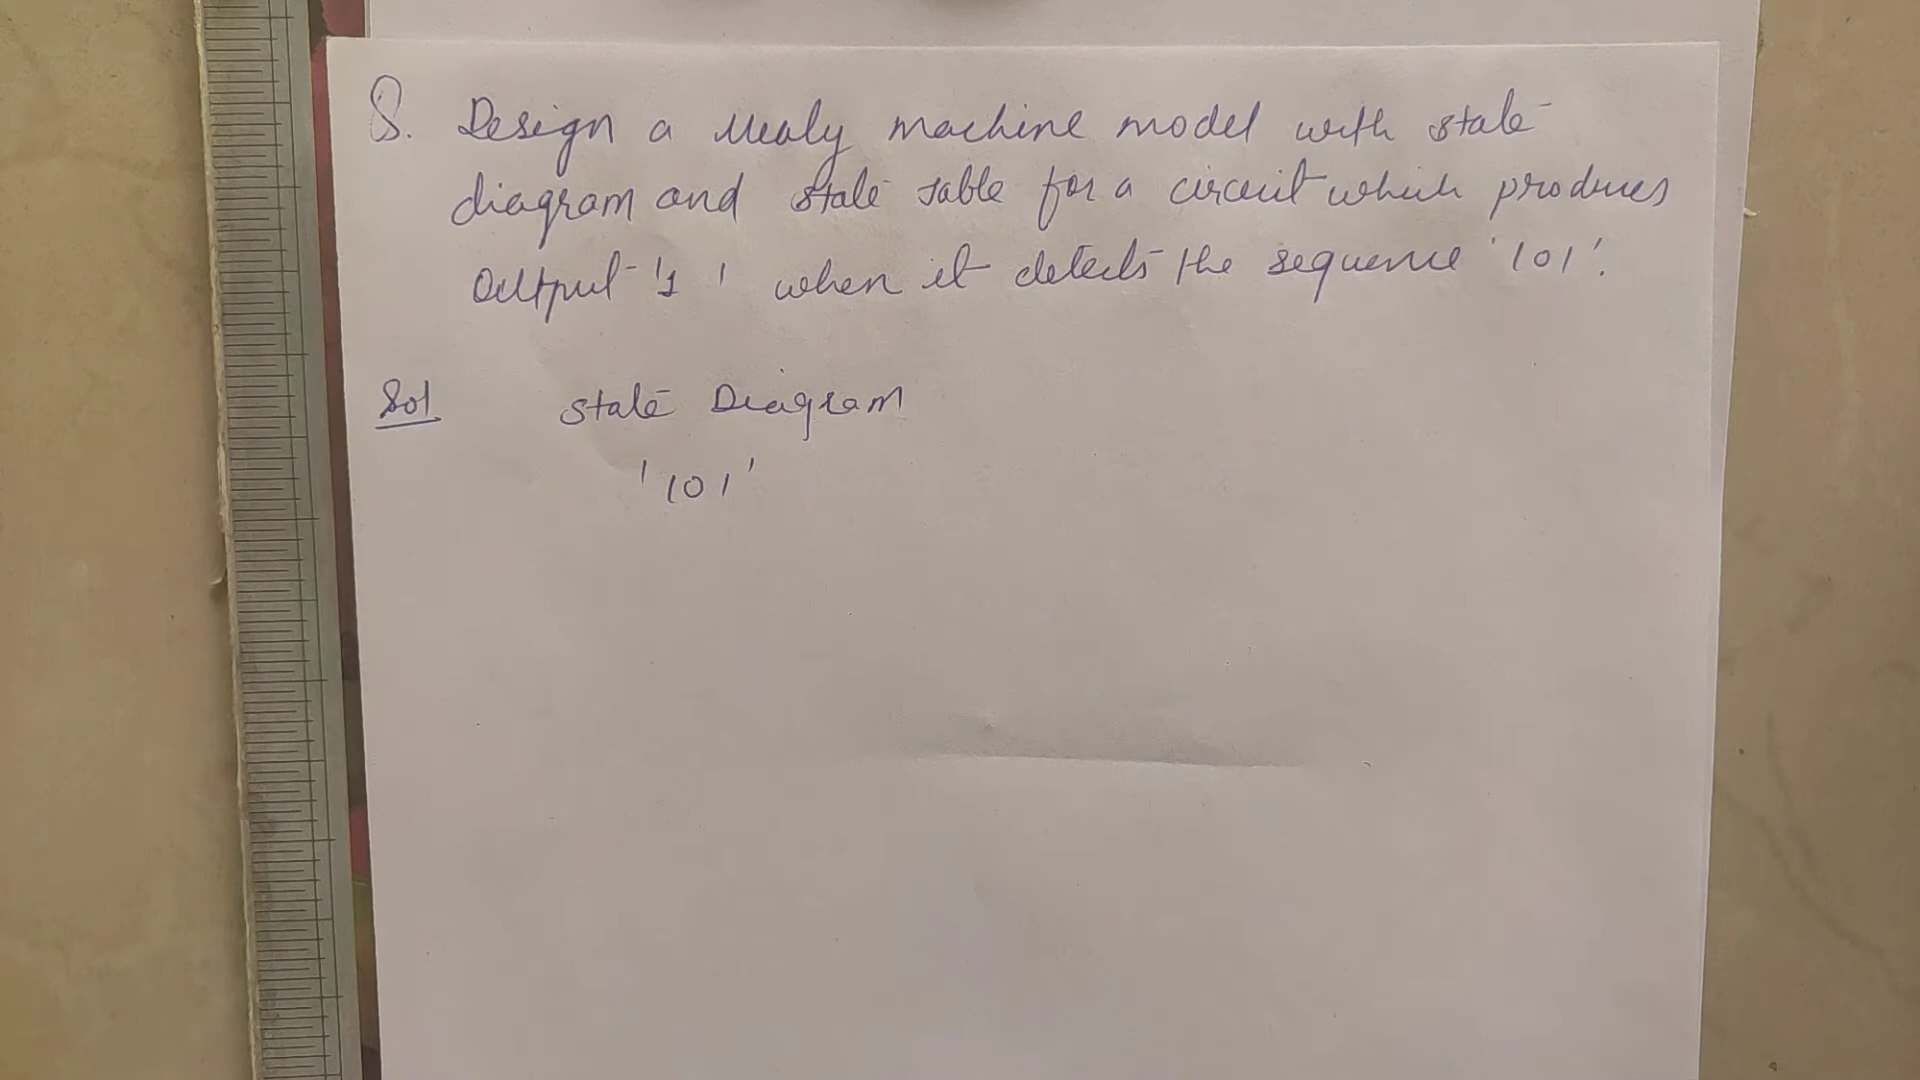 Q. Design a Mealy machine model with state
diagram and state table for a circuit which produces
Output '1' when it detects the sequence '101'.
Sol State Diagram
'101'